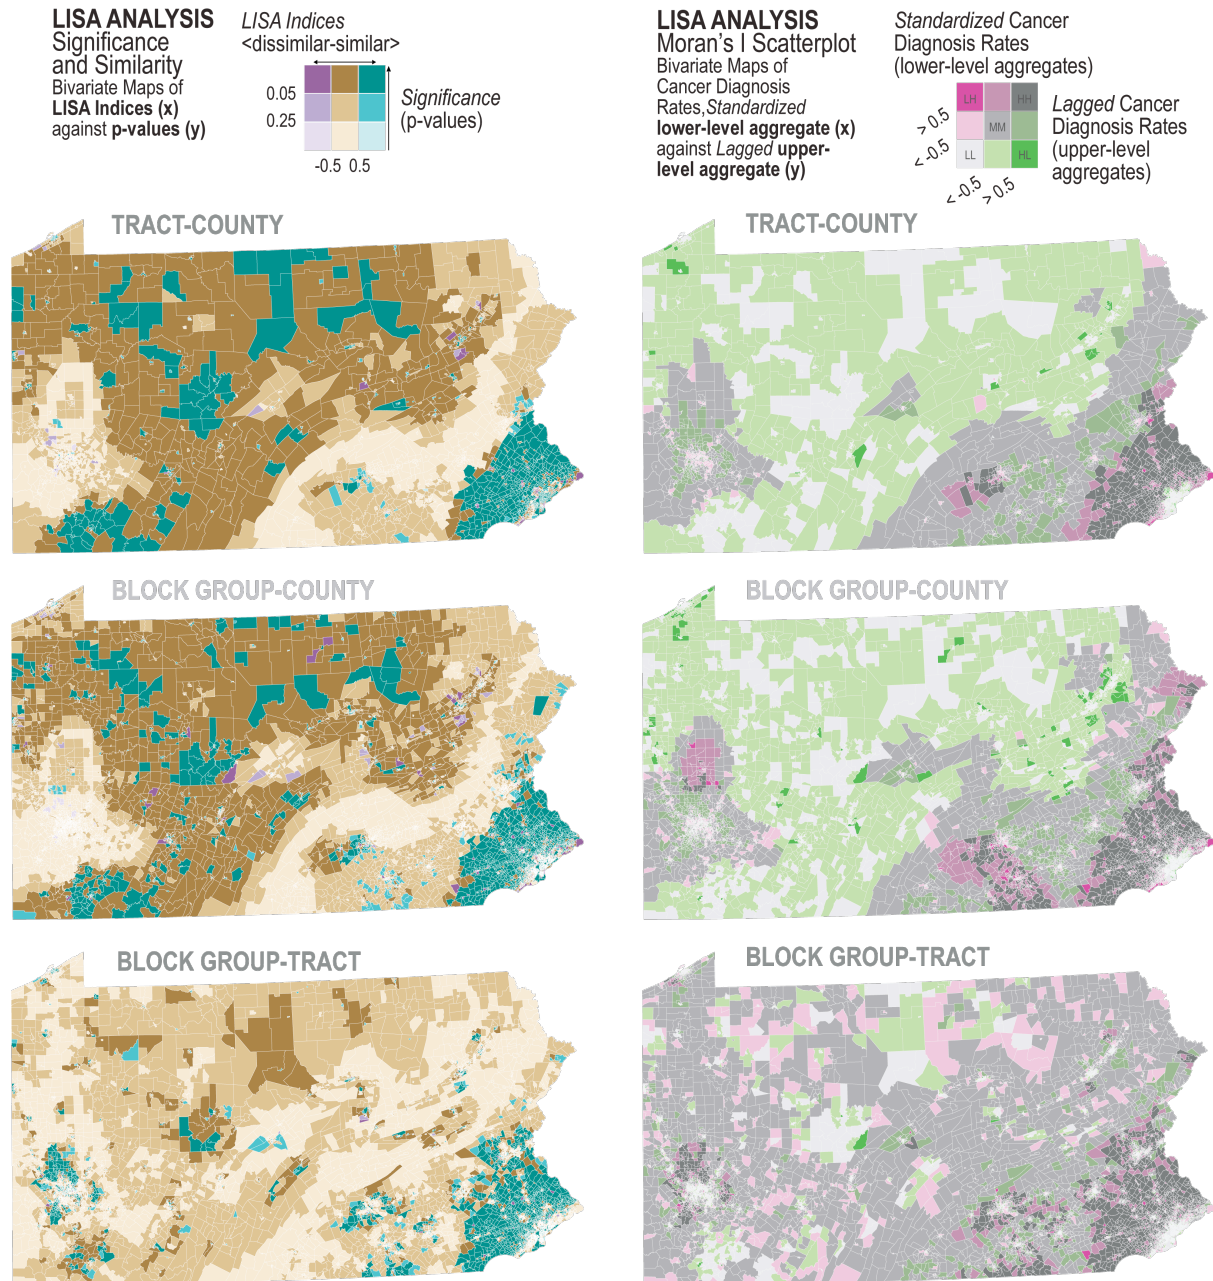 LISA ANALYSIS
Significance
and Similarity
Bivariate Maps of
LISA Indices (x)
against p-values (y)
LISA Indices
<dissimilar-similar>
0.05
0.25
-0.5 0.5
Significance
(p-values)
LISA ANALYSIS
Moran's I Scatterplot
Bivariate Maps of
Cancer Diagnosis
Rates,Standardized
lower-level aggregate (x)
against Lagged upper-
level aggregate (y)
Standardized Cancer
Diagnosis Rates
(lower-level aggregates)
LH
HH
MM
LL
HL
> 0.5
< -0.5
< -0.5
> 0.5
Lagged Cancer
Diagnosis Rates
(upper-level
aggregates)
TRACT-COUNTY
TRACT-COUNTY
BLOCK GROUP-COUNTY
BLOCK GROUP-COUNTY
BLOCK GROUP-TRACT
BLOCK GROUP-TRACT